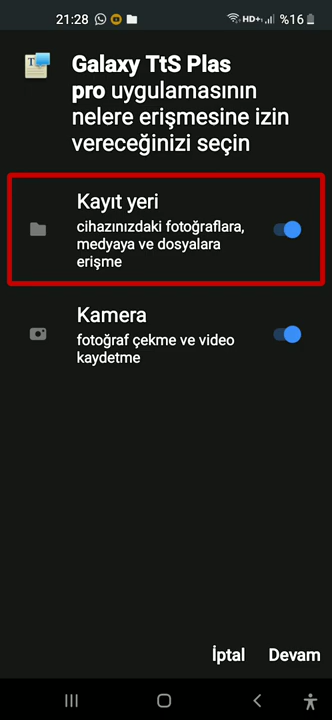 21:28 HD+ %16
Galaxy TtS Plas
pro uygulamasının
nelere erişmesine izin
vereceğinizi seçin
Kayıt yeri
cihazınızdaki fotoğraflara,
medyaya ve dosyalara
erişme
Kamera
fotoğraf çekme ve video
kaydetme
İptal Devam